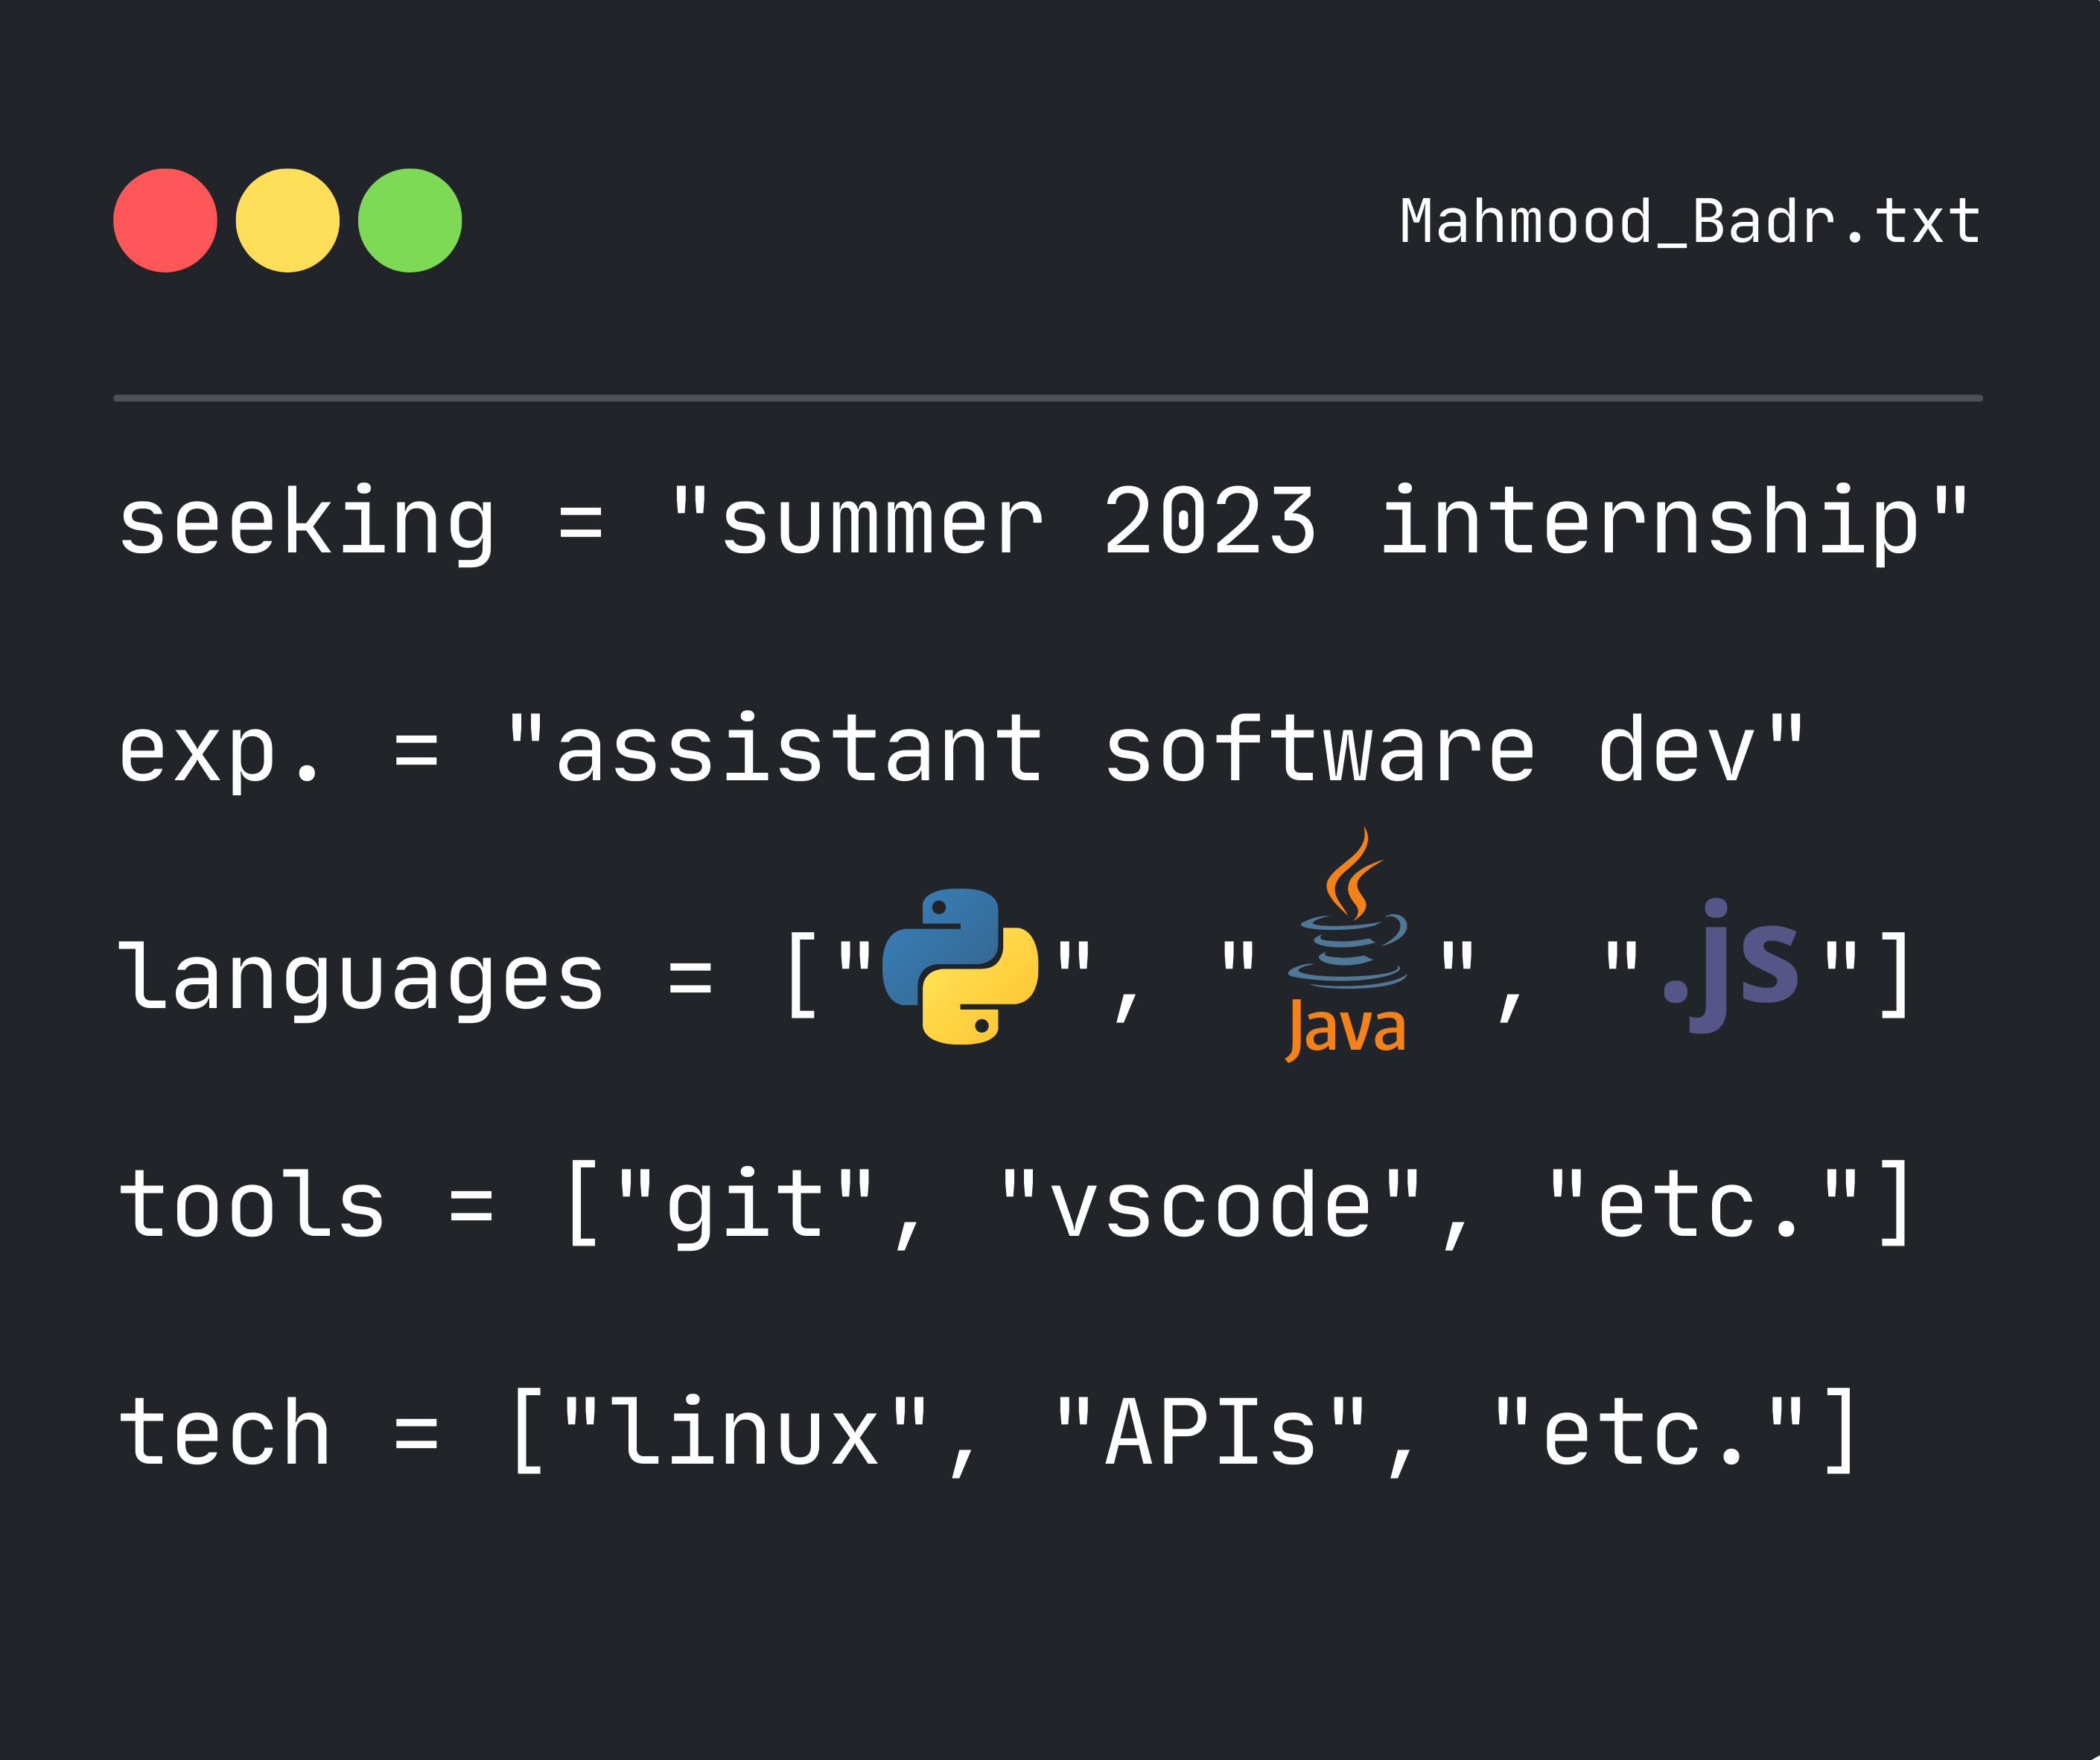 Mahmood_Badr.txt
seeking = "summer 2023 internship"
exp. = "assistant software dev"
languages = ["", "Java", ".js"]
tools = ["git", "vscode", "etc."]
tech = ["linux", "APIs", "etc."]